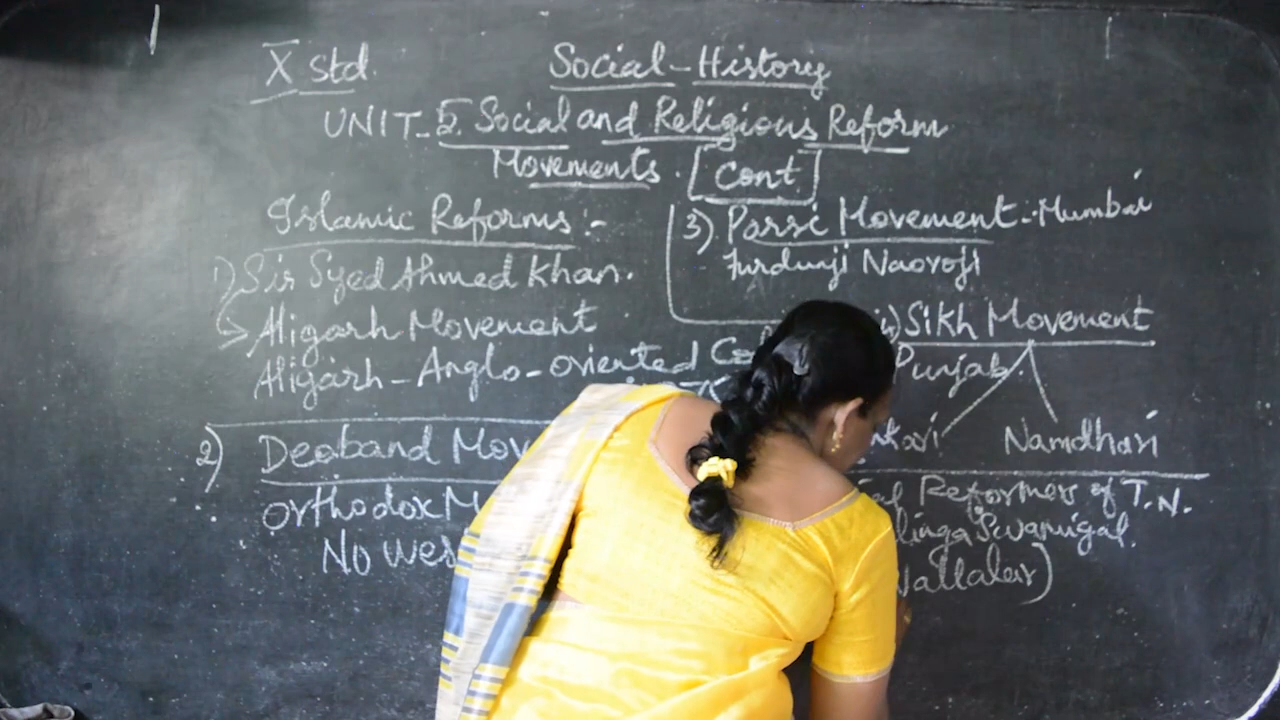 X std.
Social-History
UNIT-5. Social and Religious Reform
Movements. [Cont.]
Islamic Reforms:-
1) Sir Syed Ahmed Khan.
Aligarh Movement
Aligarh-Anglo-oriented
2) Deoband
Orthodox
No
3) Parsi Movement:-Mumbai
Furdunji Naoroji
Sikh Movement
Punjab
Namdhari
Reformers of T.N.
Swamigal.